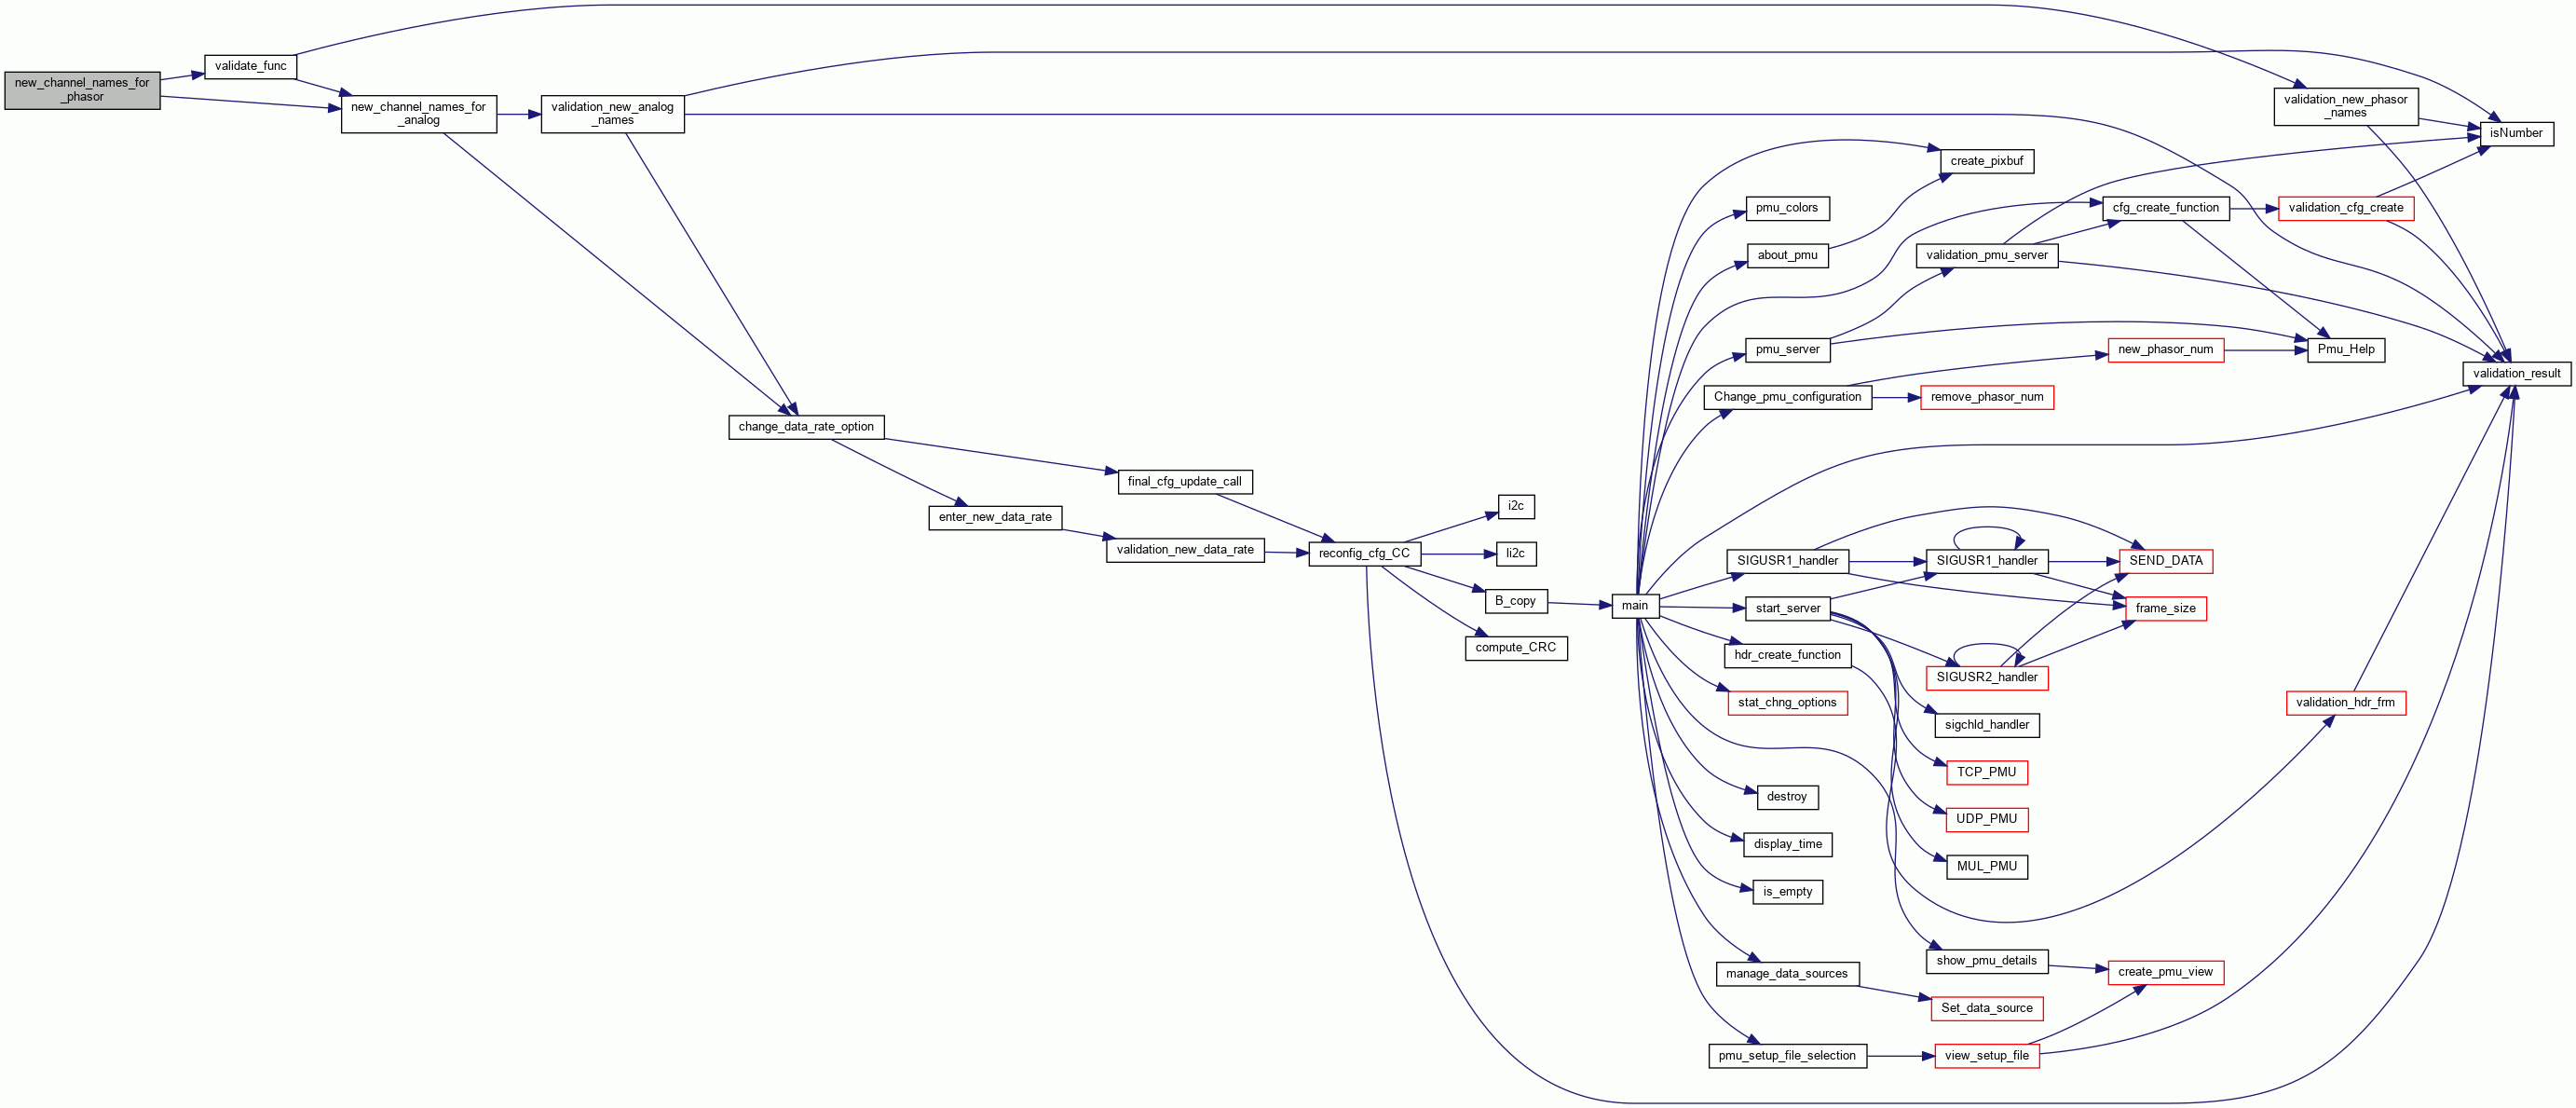 new_channel_names_for
_phasor
validate_func
new_channel_names_for
_analog
validation_new_analog
_names
change_data_rate_option
final_cfg_update_call
enter_new_data_rate
validation_new_data_rate
reconfig_cfg_CC
i2c
li2c
B_copy
compute_CRC
main
create_pixbuf
pmu_colors
about_pmu
pmu_server
Change_pmu_configuration
SIGUSR1_handler
start_server
hdr_create_function
stat_chng_options
destroy
display_time
is_empty
manage_data_sources
pmu_setup_file_selection
validation_pmu_server
remove_phasor_num
SIGUSR1_handler
SIGUSR2_handler
sigchld_handler
TCP_PMU
UDP_PMU
MUL_PMU
show_pmu_details
Set_data_source
view_setup_file
cfg_create_function
new_phasor_num
SEND_DATA
frame_size
create_pmu_view
validation_new_phasor
_names
validation_cfg_create
Pmu_Help
validation_hdr_frm
isNumber
validation_result